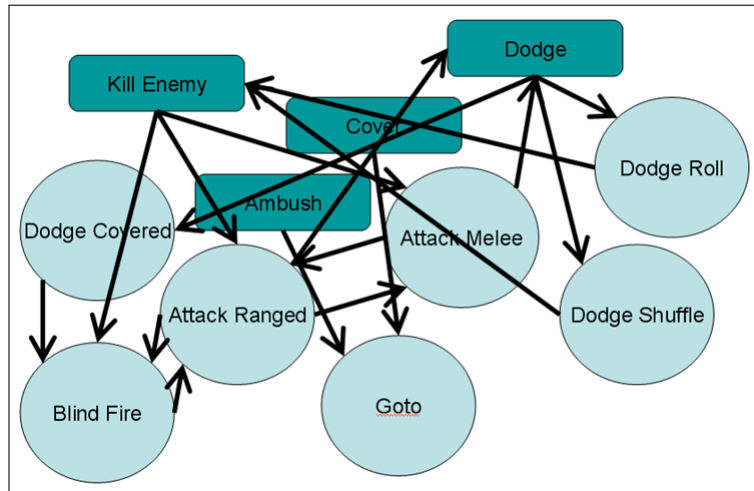 Dodge
Kill Enemy
Cover
Dodge Roll
Ambush
Dodge Covered
Attack Melee
Attack Ranged
Dodge Shuffle
Blind Fire
Goto